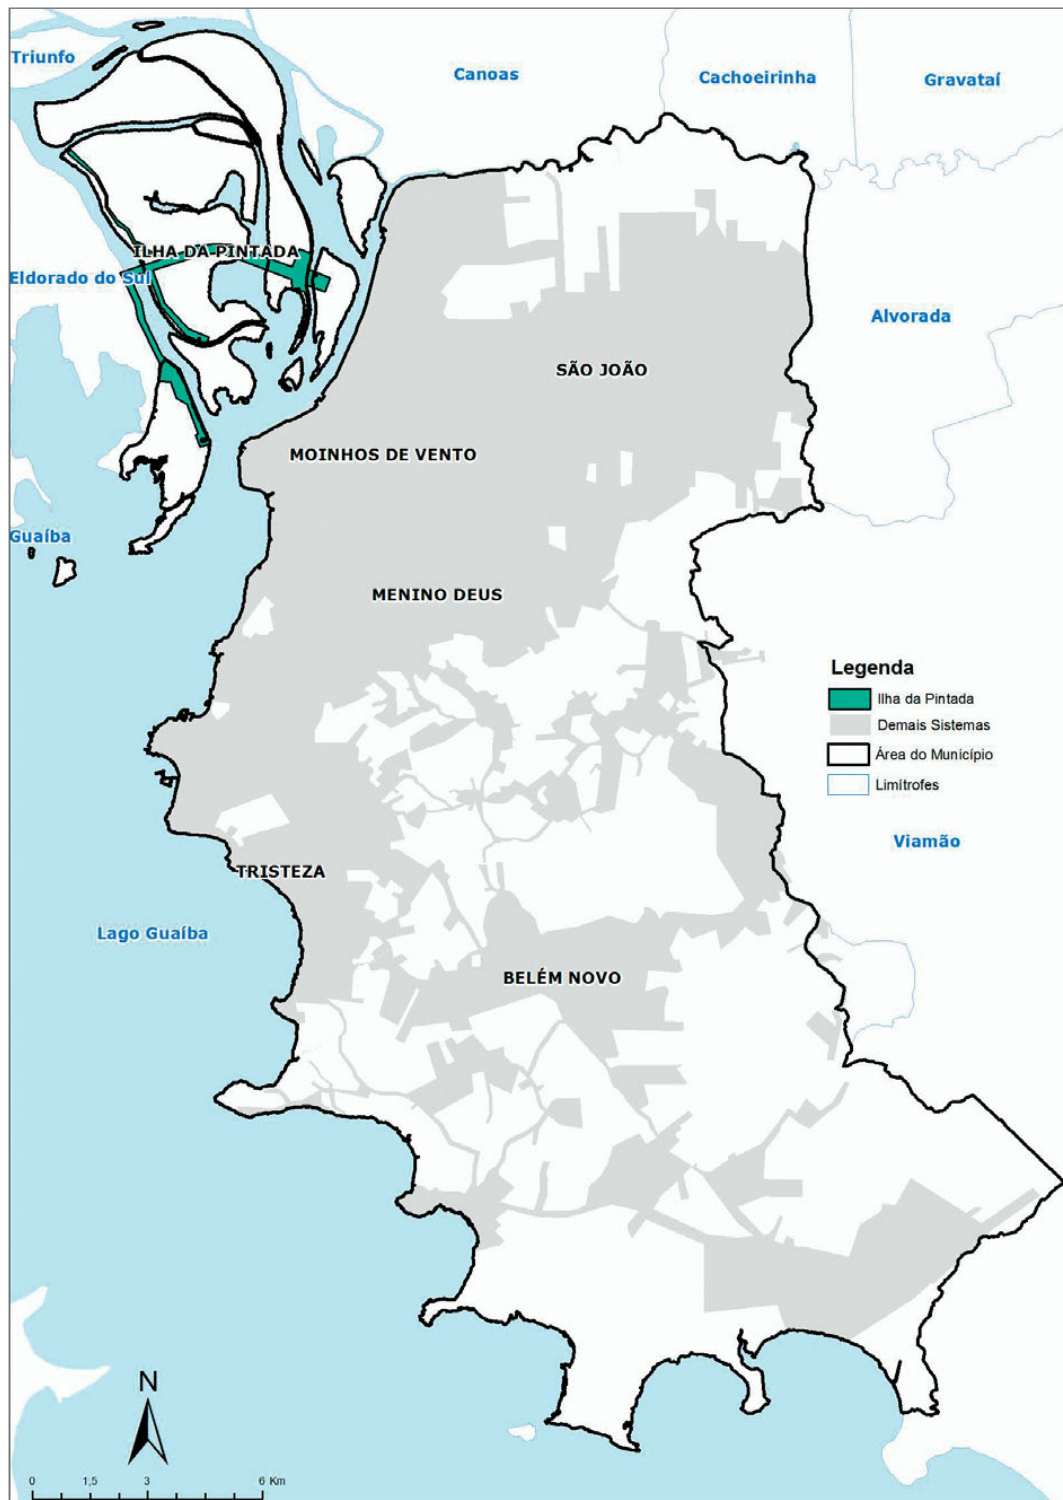 Triunfo
Canoas
Cachoeirinha
Gravataí
ILHA DA PINTADA
Eldorado do Sul
Alvorada
SÃO JOÃO
MOINHOS DE VENTO
Guaíba
MENINO DEUS
Legenda
Ilha da Pintada
Demais Sistemas
Área do Município
Limítrofes
Viamão
TRISTEZA
Lago Guaíba
BELÉM NOVO
N
0 1,5 3 6 Km